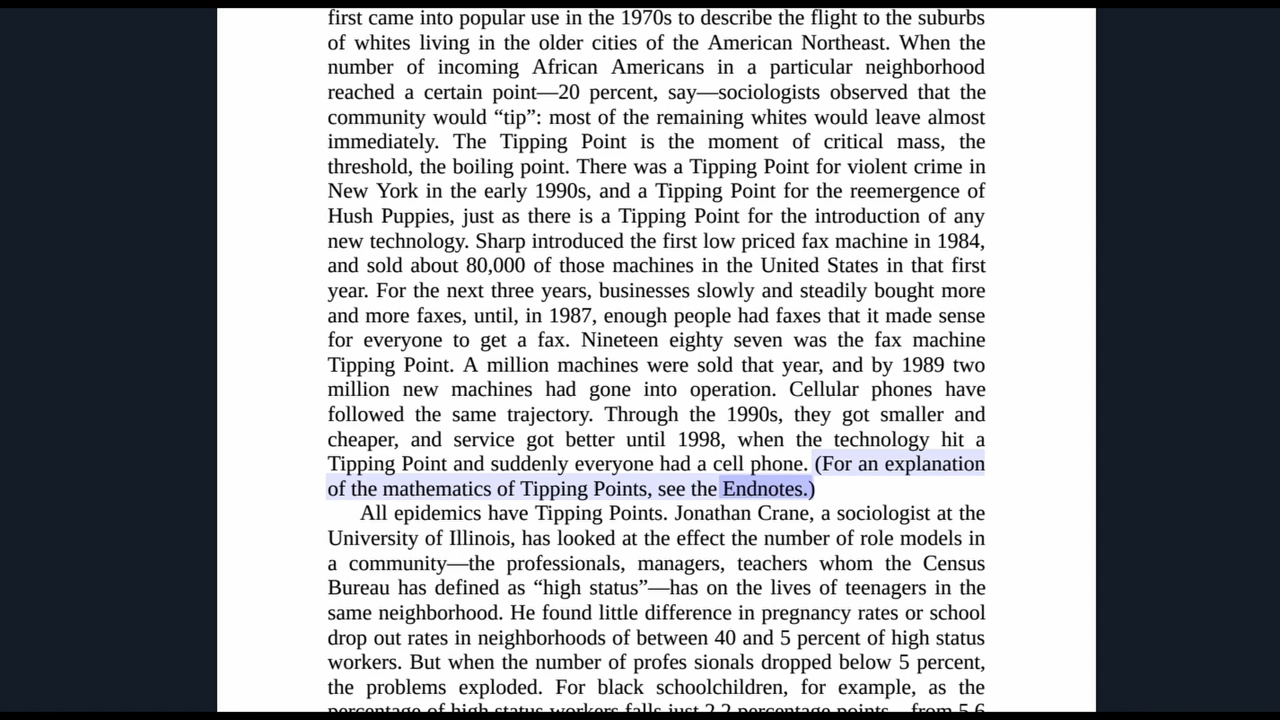 first came into popular use in the 1970s to describe the flight to the suburbs
of whites living in the older cities of the American Northeast. When the
number of incoming African Americans in a particular neighborhood
reached a certain point—20 percent, say—sociologists observed that the
community would “tip”: most of the remaining whites would leave almost
immediately. The Tipping Point is the moment of critical mass, the
threshold, the boiling point. There was a Tipping Point for violent crime in
New York in the early 1990s, and a Tipping Point for the reemergence of
Hush Puppies, just as there is a Tipping Point for the introduction of any
new technology. Sharp introduced the first low priced fax machine in 1984,
and sold about 80,000 of those machines in the United States in that first
year. For the next three years, businesses slowly and steadily bought more
and more faxes, until, in 1987, enough people had faxes that it made sense
for everyone to get a fax. Nineteen eighty seven was the fax machine
Tipping Point. A million machines were sold that year, and by 1989 two
million new machines had gone into operation. Cellular phones have
followed the same trajectory. Through the 1990s, they got smaller and
cheaper, and service got better until 1998, when the technology hit a
Tipping Point and suddenly everyone had a cell phone. (For an explanation
of the mathematics of Tipping Points, see the Endnotes.)
All epidemics have Tipping Points. Jonathan Crane, a sociologist at the
University of Illinois, has looked at the effect the number of role models in
a community—the professionals, managers, teachers whom the Census
Bureau has defined as “high status”—has on the lives of teenagers in the
same neighborhood. He found little difference in pregnancy rates or school
drop out rates in neighborhoods of between 40 and 5 percent of high status
workers. But when the number of profes sionals dropped below 5 percent,
the problems exploded. For black schoolchildren, for example, as the
percentage of high status workers falls just 2.2 percentage points—from 5.6